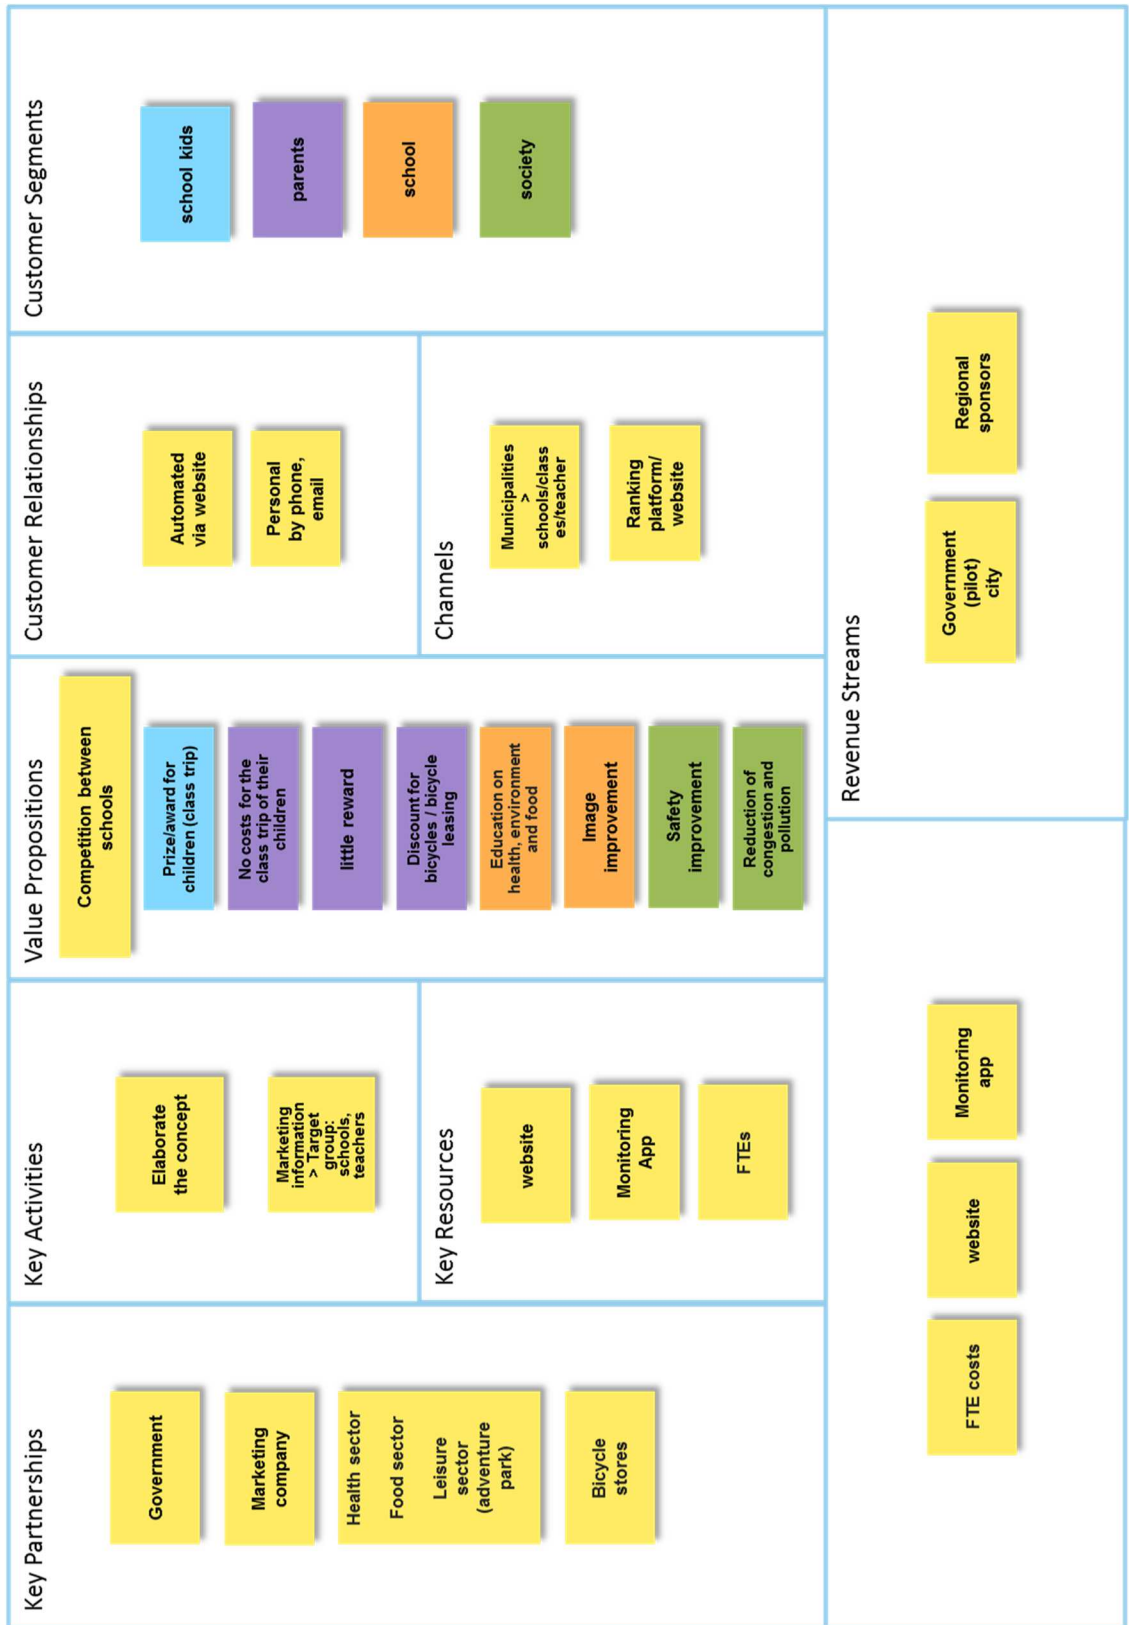 Key Partnerships
Government
Marketing
company
Health sector
Food sector
Leisure
sector
(adventure
park)
Bicycle
stores
Key Activities
Elaborate
the concept
Marketing
information
> Target
group:
schools,
teachers
Key Resources
website
Monitoring
App
FTEs
Value Propositions
Competition between
schools
Prize/award for
children (class trip)
No costs for the
class trip of their
children
little reward
Discount for
bicycles / bicycle
leasing
Education on
health, environment
and food
Image
improvement
Safety
improvement
Reduction of
congestion and
pollution
Customer Relationships
Automated
via website
Personal
by phone,
email
Channels
Municipalities
>
schools/class
es/teacher
Ranking
platform/
website
Customer Segments
school kids
parents
school
society
FTE costs
website
Monitoring
app
Revenue Streams
Government
(pilot)
city
Regional
sponsors